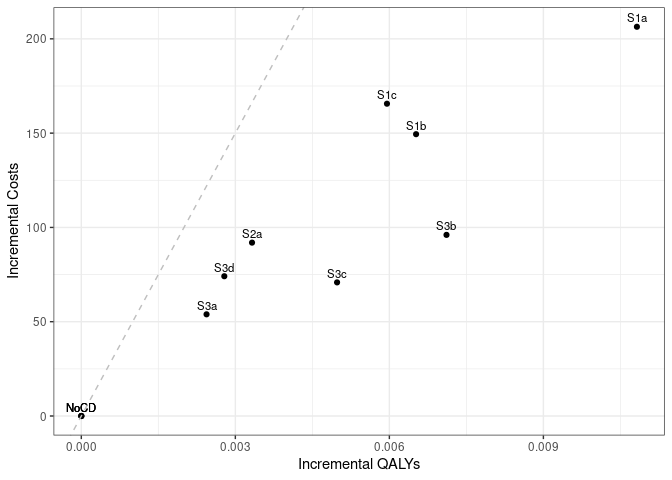 S1a
200
S1c
150
S1b
Incremental Costs
S3b
100
S2a
S3d
S3c
50
S3a
NoCD
0
0.000
0.003
0.006
0.009
Incremental QALYs